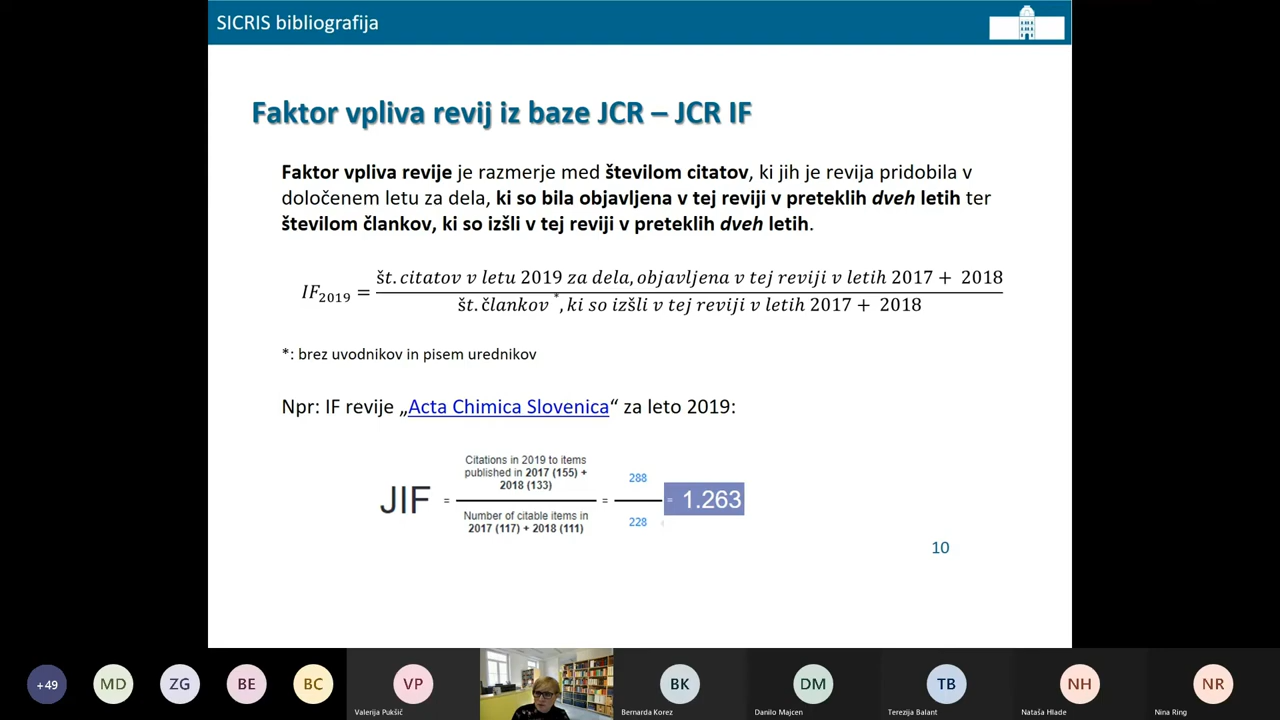 SICRIS bibliografija
Faktor vpliva revij iz baze JCR – JCR IF
Faktor vpliva revije je razmerje med številom citatov, ki jih je revija pridobila v
določenem letu za dela, ki so bila objavljena v tej reviji v preteklih dveh letih ter
številom člankov, ki so izšli v tej reviji v preteklih dveh letih.
IF2019 = št. citatov v letu 2019 za dela, objavljena v tej reviji v letih 2017 + 2018
št. člankov*, ki so izšli v tej reviji v letih 2017 + 2018
*: brez uvodnikov in pisem urednikov
Npr: IF revije „Acta Chimica Slovenica“ za leto 2019:
Citations in 2019 to items
published in 2017 (155) +
2018 (133)
288
JIF = = = 1.263
Number of citable items in
2017 (117) + 2018 (111)
228
10
+49 MD ZG BE BC VP BK DM TB NH NR
Valerija Pukšič Bernarda Korez Danilo Majcen Terezija Balant Nataša Hlade Nina Ring